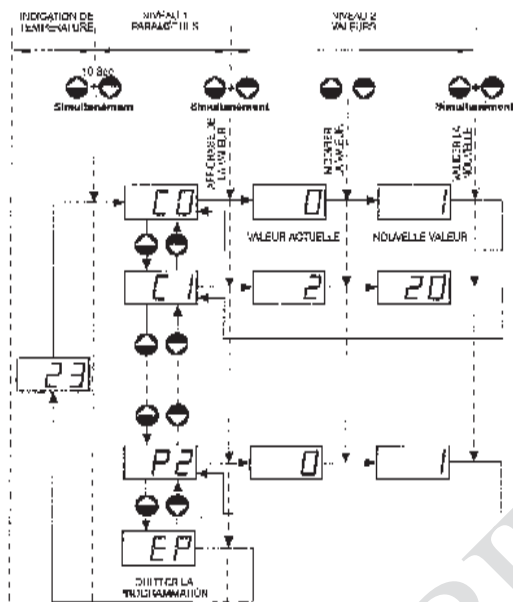 INDICATION DE
TEMPÉRATURE
NIVEAU 1
PARAMÈTRES
NIVEAU 2
VALEURS
10 Sec
Simultanément
Simultanément
Simultanément
AFFICHAGE DE
LA VALEUR
MODIFIER
LA VALEUR
VALIDER LA
NOUVELLE
C0
0
1
VALEUR ACTUELLE
NOUVELLE VALEUR
C1
2
20
23
P2
0
1
EP
QUITTER LA
PROGRAMMATION